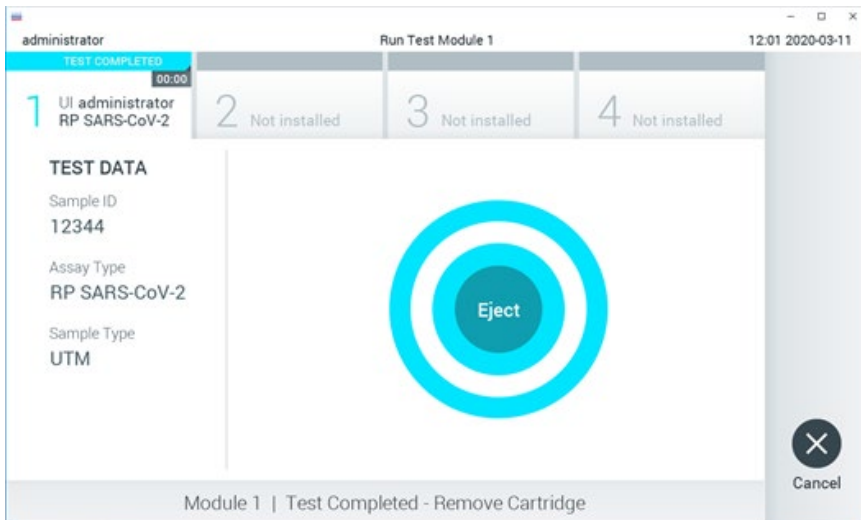 administrator Run Test Module 1 12:01 2020-03-11
TEST COMPLETED
00:00
1 UI administrator
RP SARS-CoV-2
2 Not installed
3 Not installed
4 Not installed
TEST DATA
Sample ID
12344
Assay Type
RP SARS-CoV-2
Sample Type
UTM
Eject
Cancel
Module 1 | Test Completed - Remove Cartridge